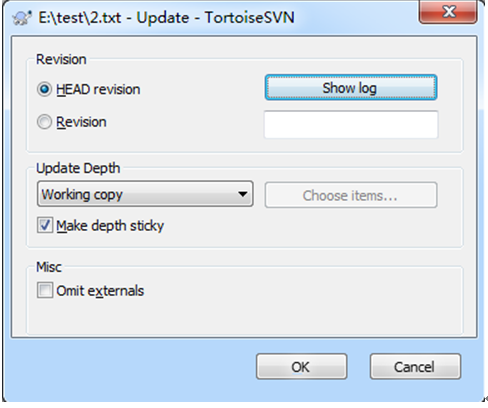 E:\test\2.txt - Update - TortoiseSVN
Revision
HEAD revision
Show log
Revision
Update Depth
Working copy
Choose items...
Make depth sticky
Misc
Omit externals
OK
Cancel